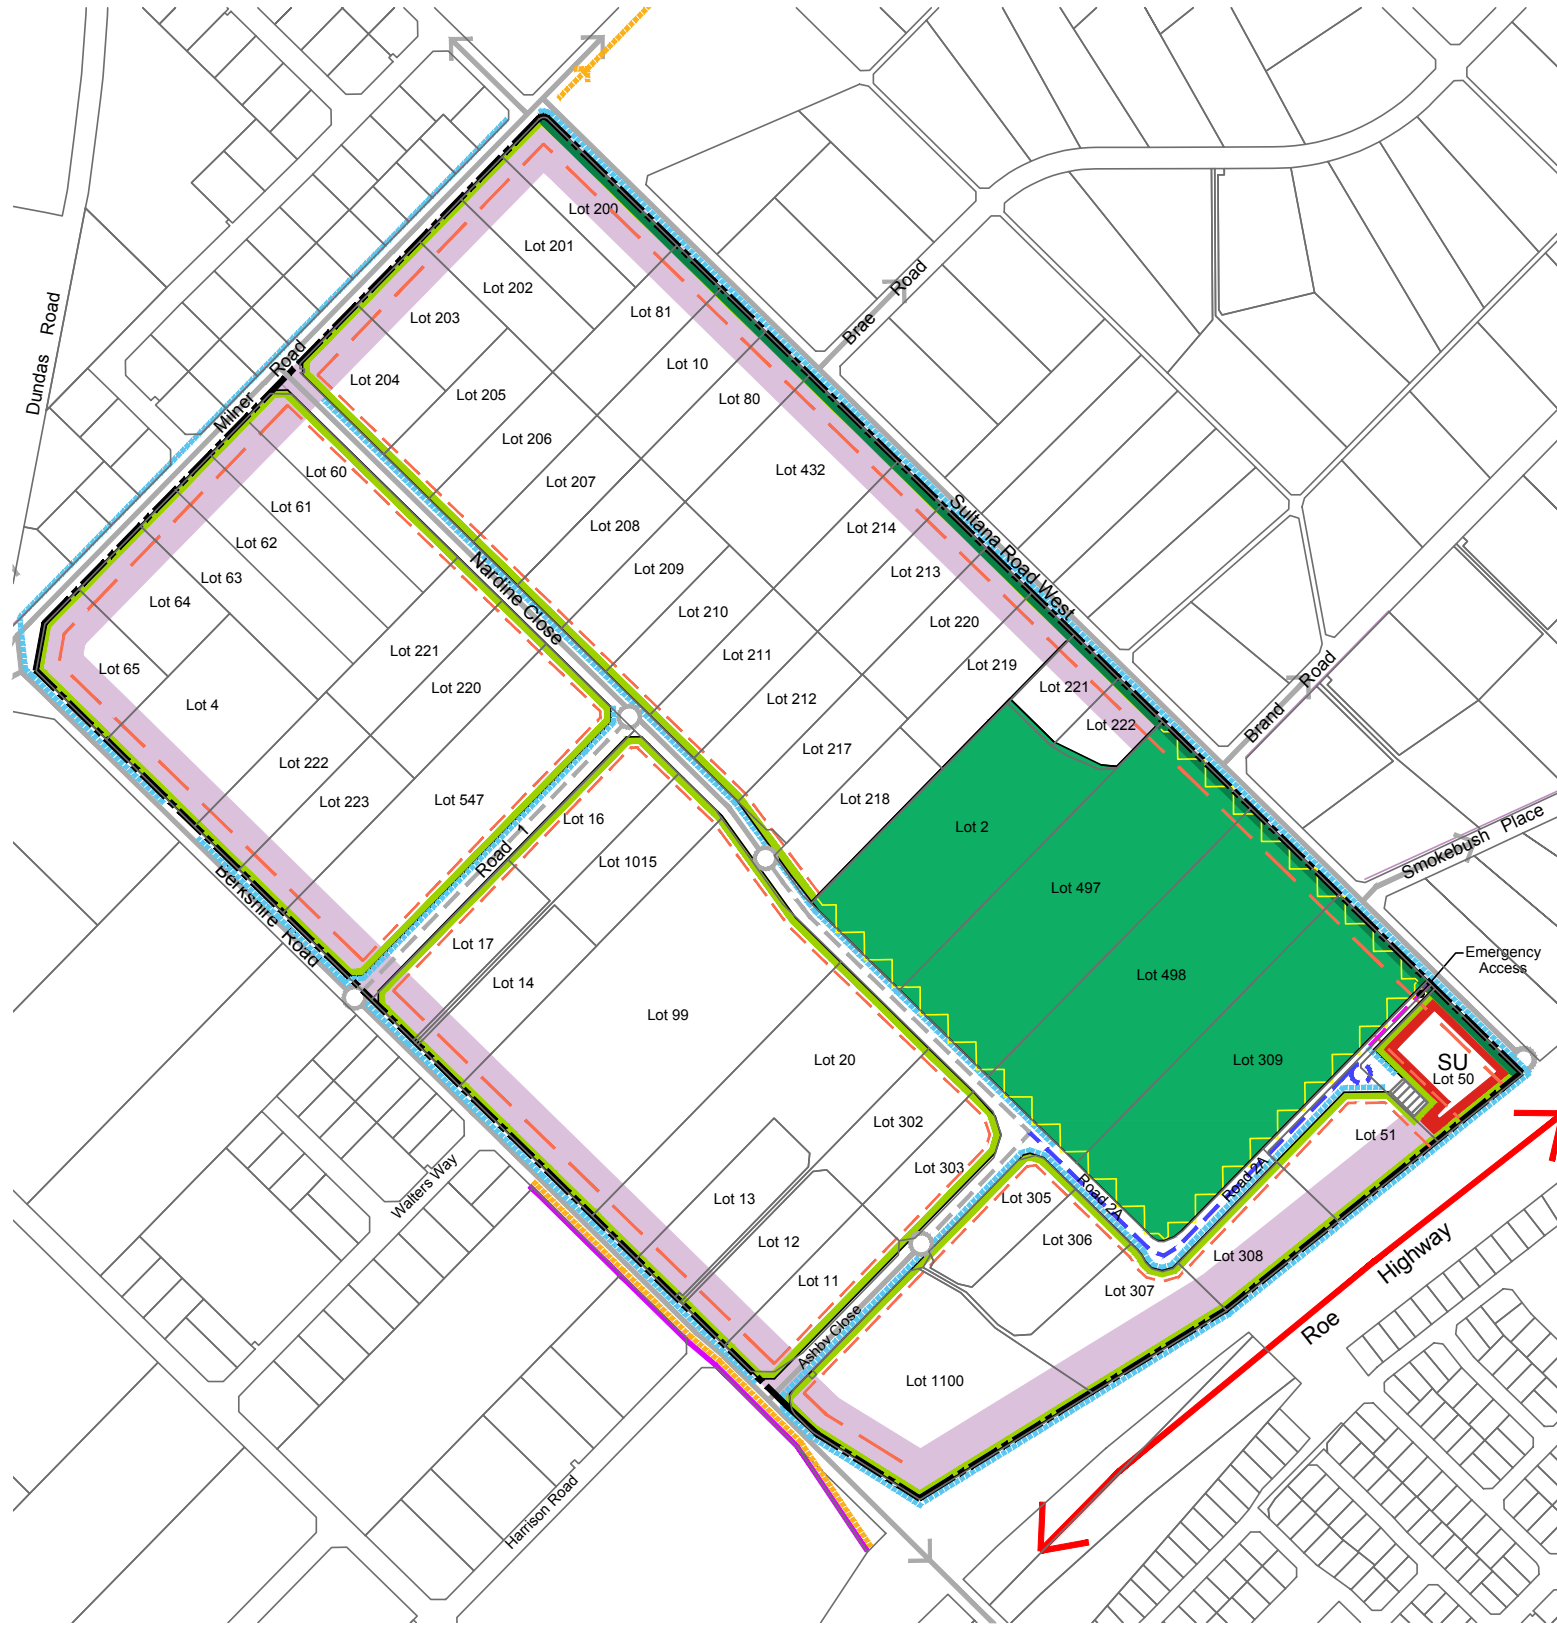 Lot 200
Lot 201
Lot 202
Lot 203
Lot 204
Lot 81
Lot 10
Lot 80
Lot 205
Lot 206
Lot 207
Lot 208
Lot 209
Lot 210
Lot 211
Lot 212
Lot 217
Lot 218
Lot 432
Lot 214
Lot 213
Lot 220
Lot 219
Lot 221
Lot 222
Brae Road
Dundas Road
Milner Road
Sultana Road West
Nardine Close
Lot 60
Lot 61
Lot 62
Lot 63
Lot 64
Lot 65
Lot 4
Lot 221
Lot 220
Lot 222
Lot 223
Lot 547
Brand Road
Smokebush Place
Road 1
Berkshire Road
Lot 16
Lot 1015
Lot 17
Lot 14
Lot 99
Lot 20
Lot 2
Lot 497
Lot 498
Lot 309
Emergency
Access
SU
Lot 50
Lot 51
Lot 302
Lot 303
Lot 13
Lot 12
Lot 11
Lot 305
Lot 306
Lot 307
Lot 308
Road 2A
Road 2A
Walters Way
Ashby Close
Lot 1100
Roe Highway
Harrison Road